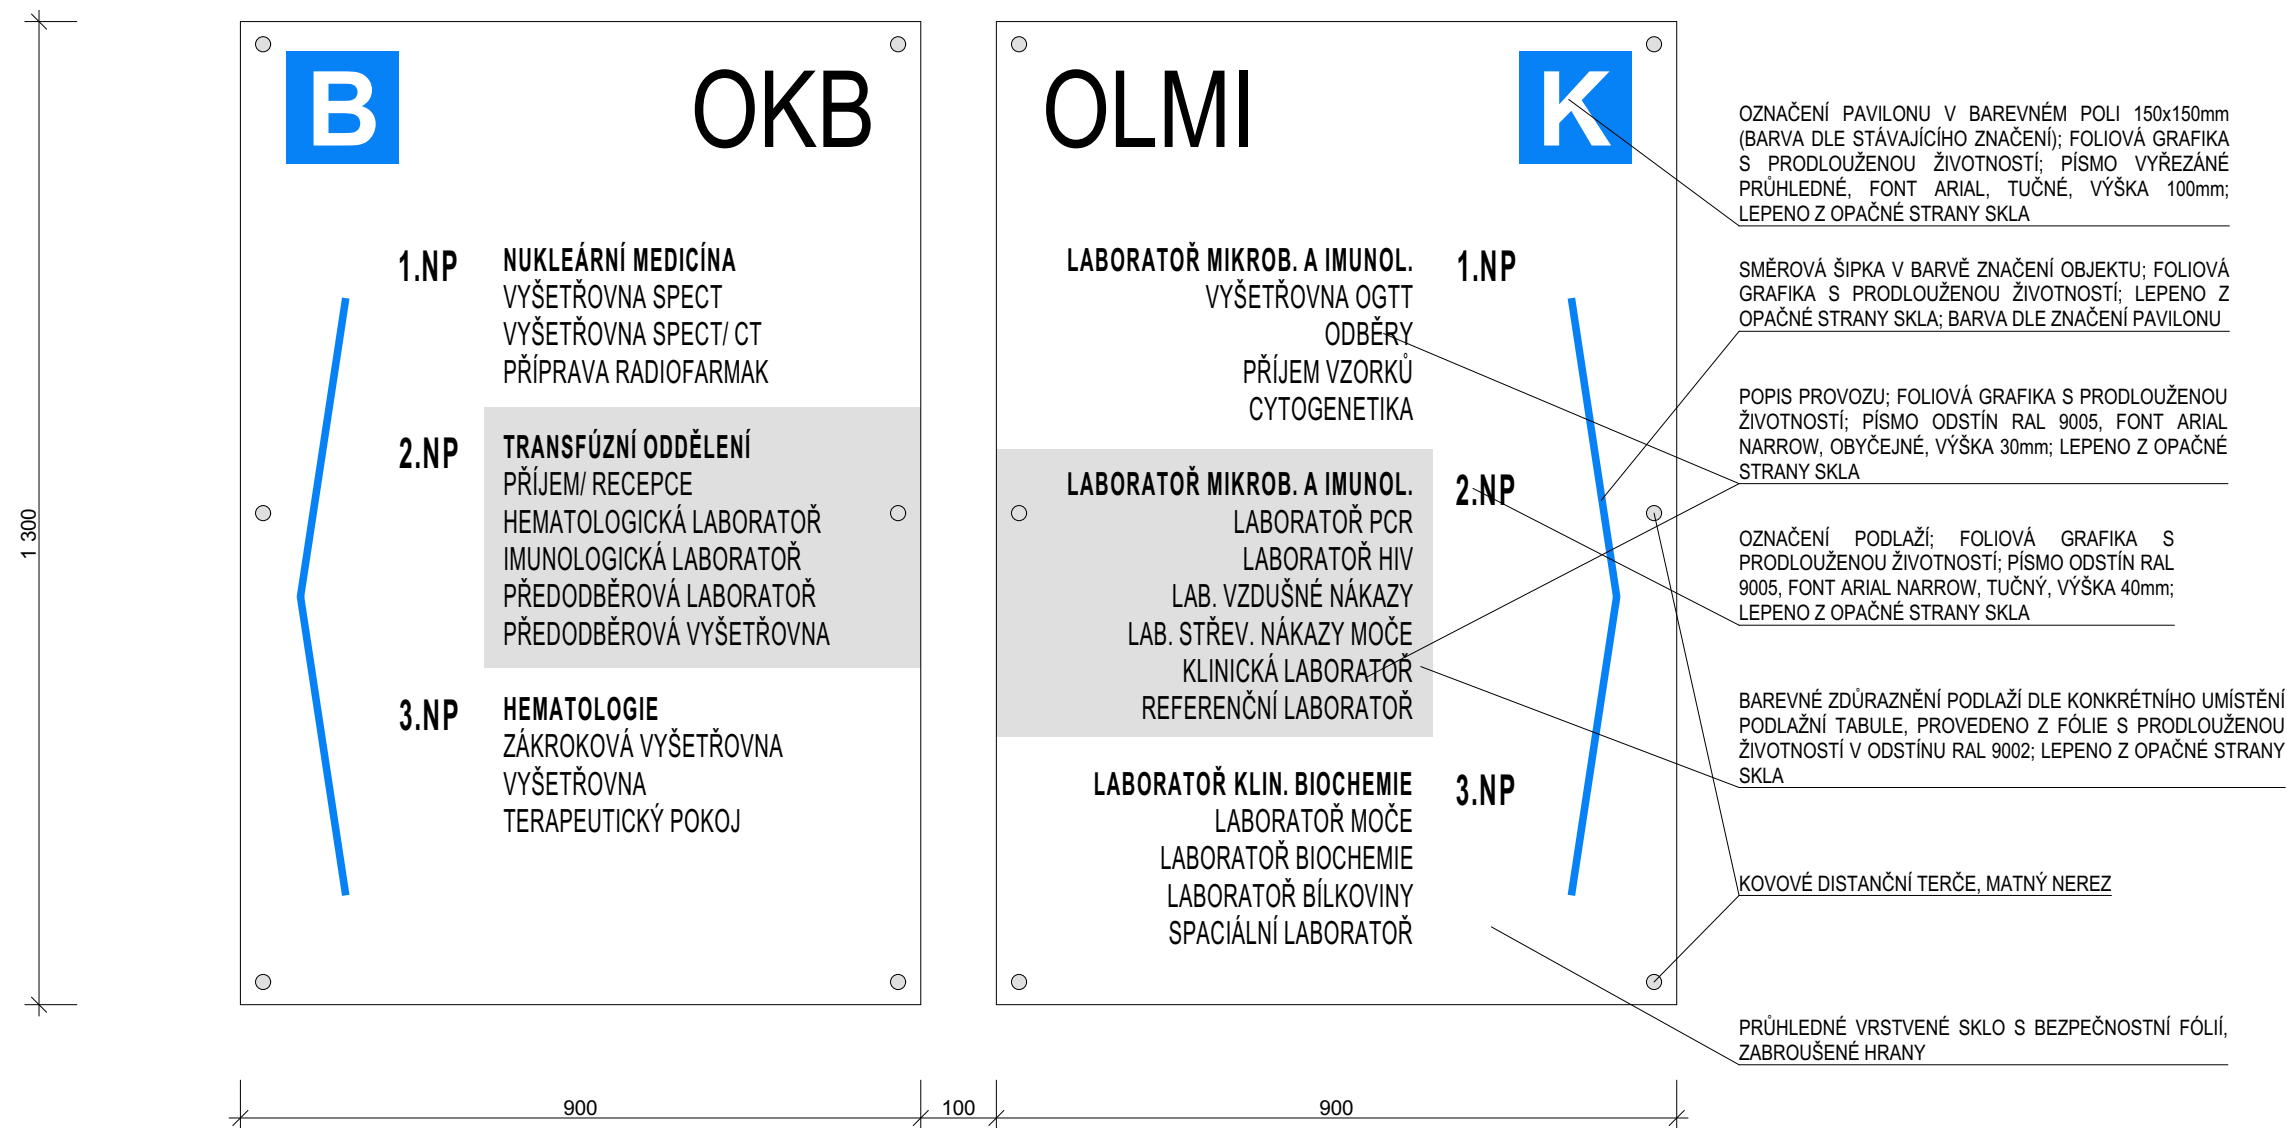 1 300
B
OKB
1.NP
NUKLEÁRNÍ MEDICÍNA
VYŠETŘOVNA SPECT
VYŠETŘOVNA SPECT/ CT
PŘÍPRAVA RADIOFARMAK
2.NP
TRANSFÚZNÍ ODDĚLENÍ
PŘÍJEM/ RECEPCE
HEMATOLOGICKÁ LABORATOŘ
IMUNOLOGICKÁ LABORATOŘ
PŘEDODBĚROVÁ LABORATOŘ
PŘEDODBĚROVÁ VYŠETŘOVNA
3.NP
HEMATOLOGIE
ZÁKROKOVÁ VYŠETŘOVNA
VYŠETŘOVNA
TERAPEUTICKÝ POKOJ
OLMI
K
LABORATOŘ MIKROB. A IMUNOL.
1.NP
VYŠETŘOVNA OGTT
ODBĚRY
PŘÍJEM VZORKŮ
CYTOGENETIKA
LABORATOŘ MIKROB. A IMUNOL.
2.NP
LABORATOŘ PCR
LABORATOŘ HIV
LAB. VZDUŠNÉ NÁKAZY
LAB. STŘEV. NÁKAZY MOČE
KLINICKÁ LABORATOŘ
REFERENČNÍ LABORATOŘ
LABORATOŘ KLIN. BIOCHEMIE
3.NP
LABORATOŘ MOČE
LABORATOŘ BIOCHEMIE
LABORATOŘ BÍLKOVINY
SPACIÁLNÍ LABORATOŘ
OZNAČENÍ PAVILONU V BAREVNÉM POLI 150x150mm
(BARVA DLE STÁVAJÍCÍHO ZNAČENÍ); FOLIOVÁ GRAFIKA
S PRODLOUŽENOU ŽIVOTNOSTÍ; PÍSMO VYŘEZÁNÉ
PRŮHLEDNÉ, FONT ARIAL, TUČNÉ, VÝŠKA 100mm;
LEPENO Z OPAČNÉ STRANY SKLA
SMĚROVÁ ŠIPKA V BARVĚ ZNAČENÍ OBJEKTU; FOLIOVÁ
GRAFIKA S PRODLOUŽENOU ŽIVOTNOSTÍ; LEPENO Z
OPAČNÉ STRANY SKLA; BARVA DLE ZNAČENÍ PAVILONU
POPIS PROVOZU; FOLIOVÁ GRAFIKA S PRODLOUŽENOU
ŽIVOTNOSTÍ; PÍSMO ODSTÍN RAL 9005, FONT ARIAL
NARROW, OBYČEJNÉ, VÝŠKA 30mm; LEPENO Z OPAČNÉ
STRANY SKLA
OZNAČENÍ PODLAŽÍ; FOLIOVÁ GRAFIKA S
PRODLOUŽENOU ŽIVOTNOSTÍ; PÍSMO ODSTÍN RAL
9005, FONT ARIAL NARROW, TUČNÝ, VÝŠKA 40mm;
LEPENO Z OPAČNÉ STRANY SKLA
BAREVNÉ ZDŮRAZNĚNÍ PODLAŽÍ DLE KONKRÉTNÍHO UMÍSTĚNÍ
PODLAŽNÍ TABULE, PROVEDENO Z FÓLIE S PRODLOUŽENOU
ŽIVOTNOSTÍ V ODSTÍNU RAL 9002; LEPENO Z OPAČNÉ STRANY
SKLA
KOVOVÉ DISTANČNÍ TERČE, MATNÝ NEREZ
PRŮHLEDNÉ VRSTVENÉ SKLO S BEZPEČNOSTNÍ FÓLIÍ,
ZABROUŠENÉ HRANY
900
100
900